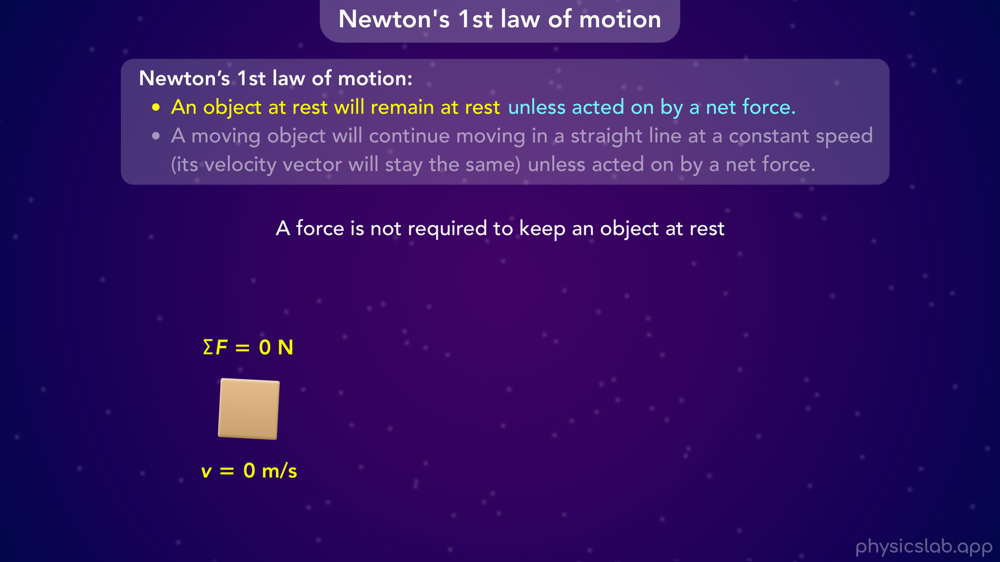 Newton's 1st law of motion
Newton’s 1st law of motion:
• An object at rest will remain at rest unless acted on by a net force.
• A moving object will continue moving in a straight line at a constant speed
(its velocity vector will stay the same) unless acted on by a net force.
A force is not required to keep an object at rest
ΣF = 0 N
v = 0 m/s
physicslab.app